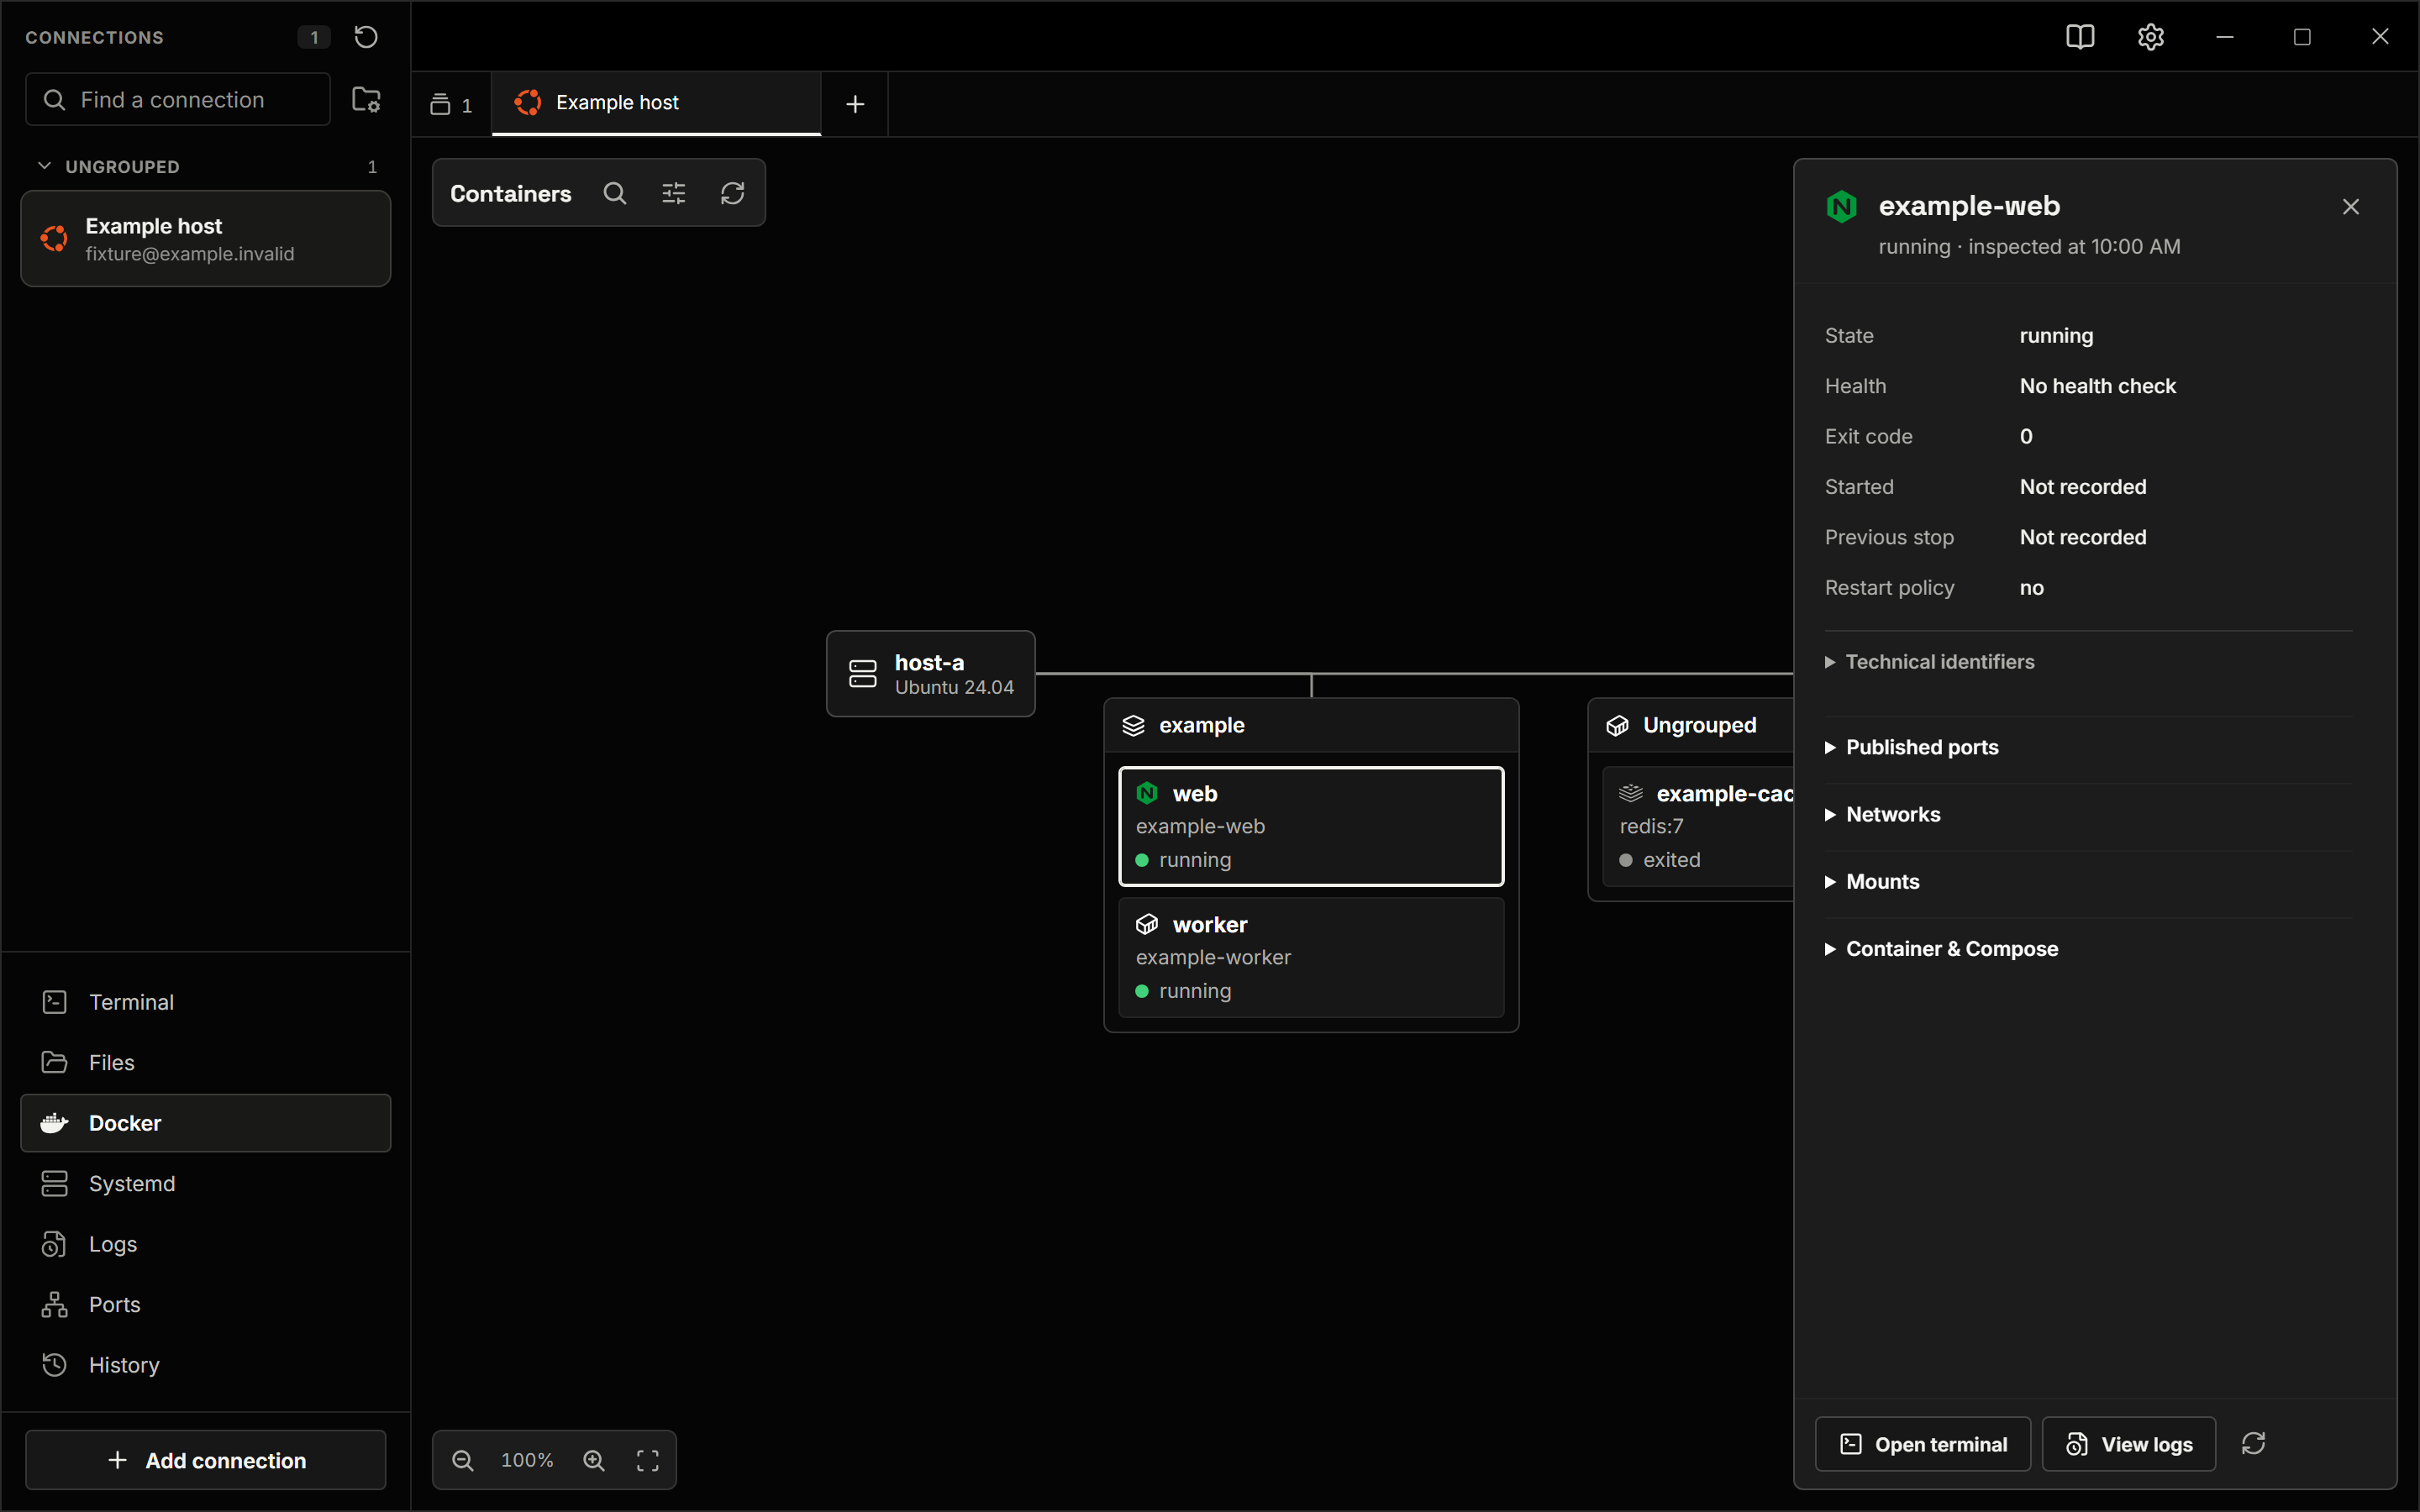 CONNECTIONS 1
Find a connection
UNGROUPED 1
Example host
fixture@example.invalid
Terminal
Files
Docker
Systemd
Logs
Ports
History
Add connection
1
Example host
Containers
host-a
Ubuntu 24.04
example
web
example-web
running
worker
example-worker
running
Ungrouped
example-cac
redis:7
exited
100%
example-web
running · inspected at 10:00 AM
State running
Health No health check
Exit code 0
Started Not recorded
Previous stop Not recorded
Restart policy no
Technical identifiers
Published ports
Networks
Mounts
Container & Compose
Open terminal
View logs